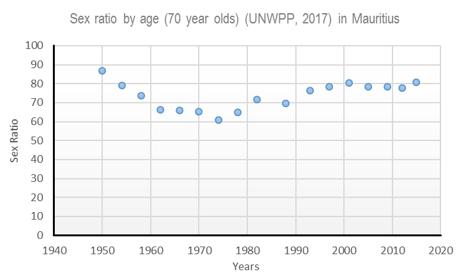 Sex ratio by age (70 year olds) (UNWPP, 2017) in Mauritius
100
90
80
70
60
50
40
30
20
10
0
Sex Ratio
1940 1950 1960 1970 1980 1990 2000 2010 2020
Years